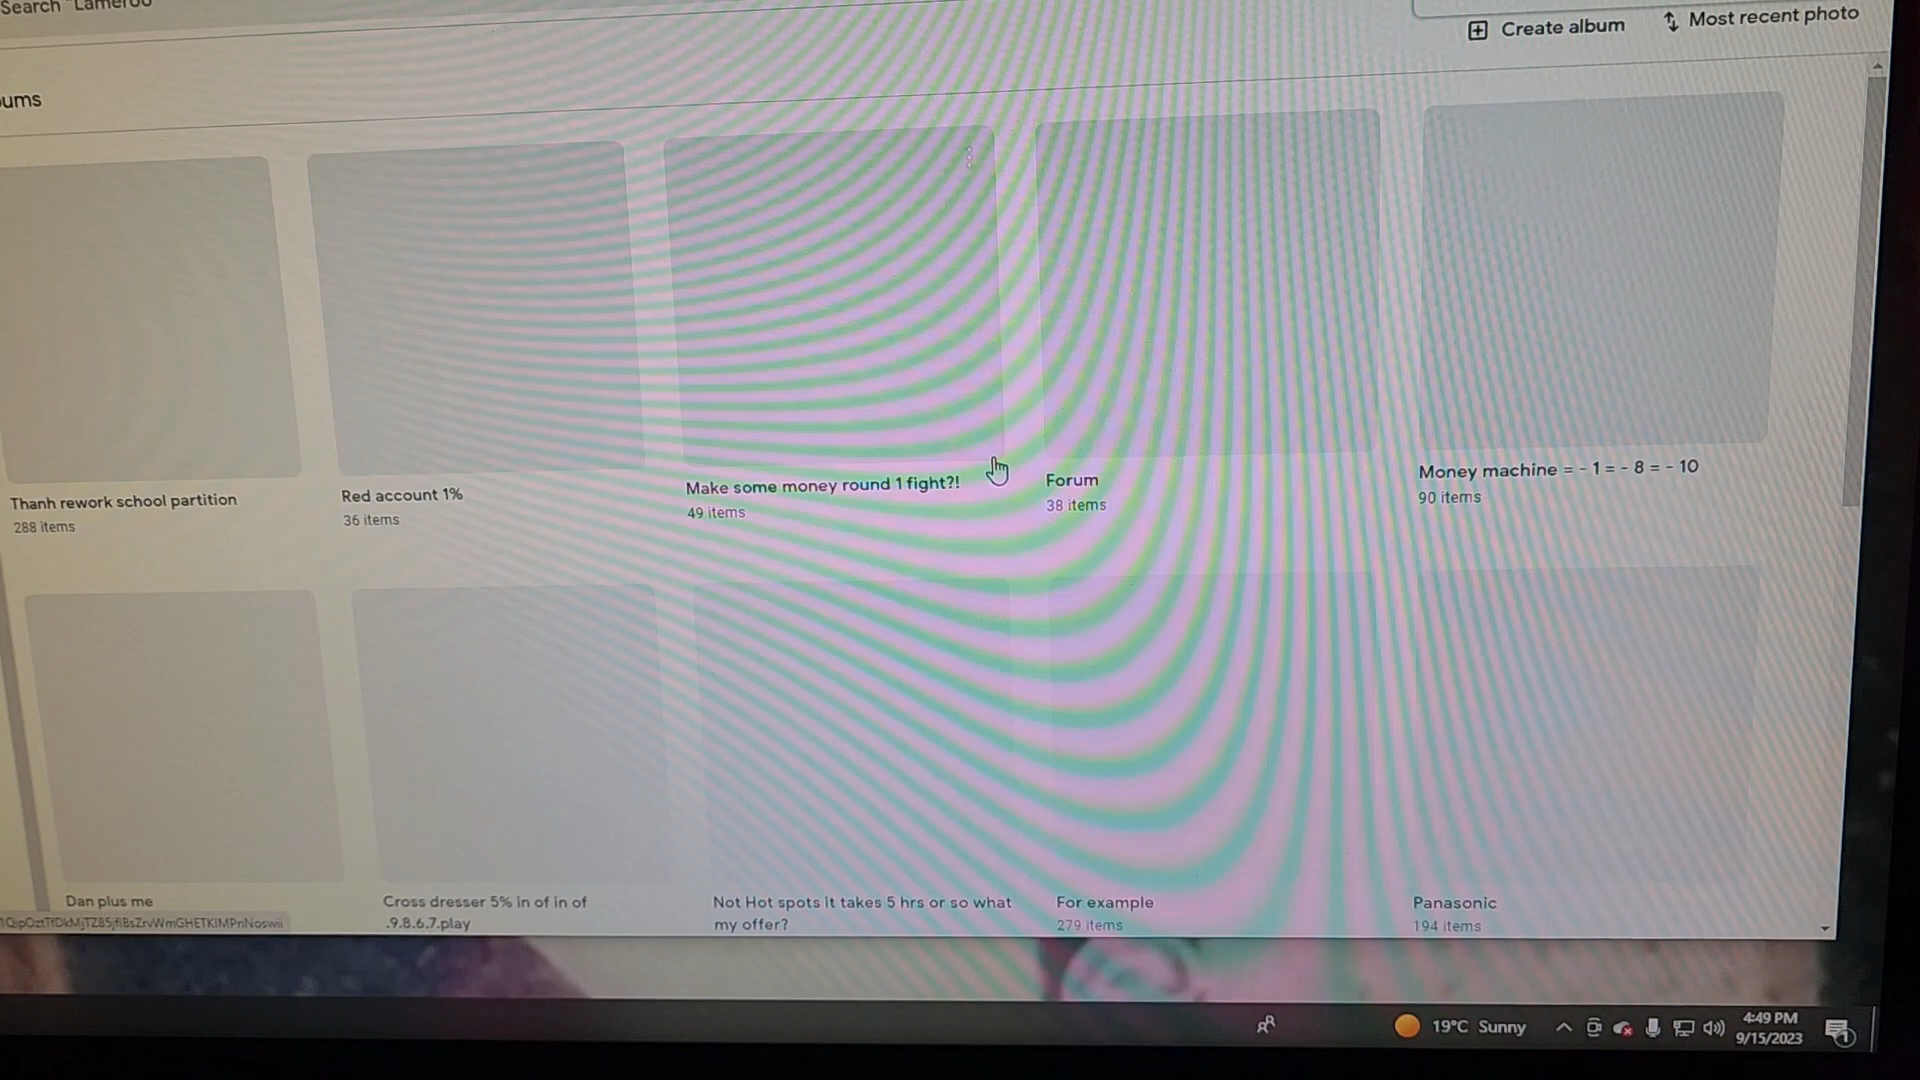 Search "Lameroo
Create album
Most recent photo
ums
Thanh rework school partition
288 items
Red account 1%
36 items
Make some money round 1 fight?!
49 items
Forum
38 items
Money machine = - 1 = - 8 = - 10
90 items
Dan plus me
Cross dresser 5% in of in of
.9.8.6.7.play
Not Hot spots It takes 5 hrs or so what
my offer?
For example
279 items
Panasonic
194 items
19°C Sunny
4:49 PM
9/15/2023
1